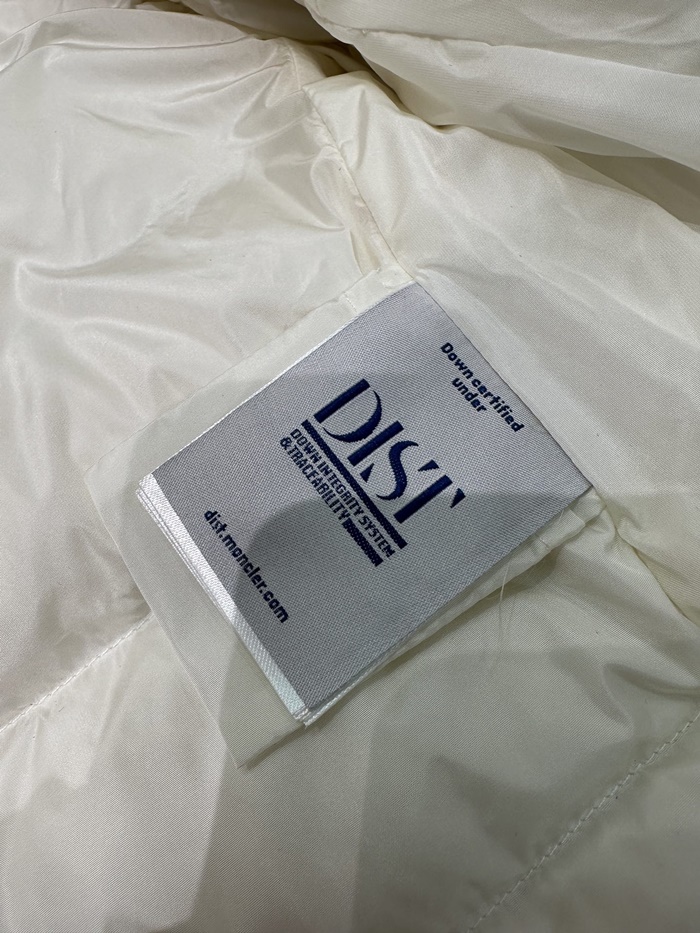 Down certified
under
DIST
DOWN INTEGRITY SYSTEM
&TRACEABILITY
dist.moncler.com